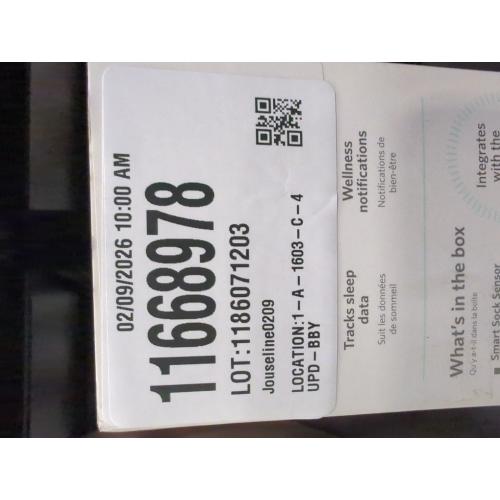 02/09/2026 10:00 AM
11668978
LOT:1186071203
Jouseline0209
LOCATION:1-A-1603-C-4
UPD-BBY
Tracks sleep
data
Suit les données
de sommeil
Wellness
notifications
Notifications de
bien-être
What's in the box
Qu'y a-t-il dans la boîte
Smart Sock Sensor
Integrates
with the